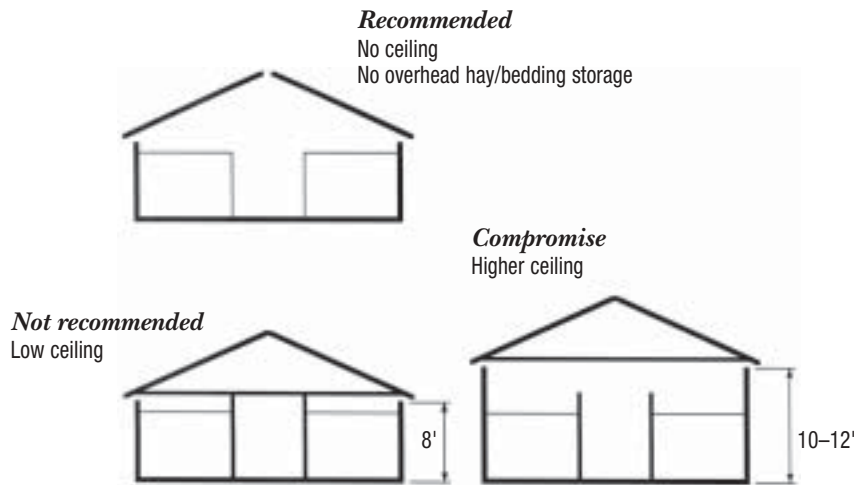 Recommended
No ceiling
No overhead hay/bedding storage
Compromise
Higher ceiling
Not recommended
Low ceiling
8'
10–12'